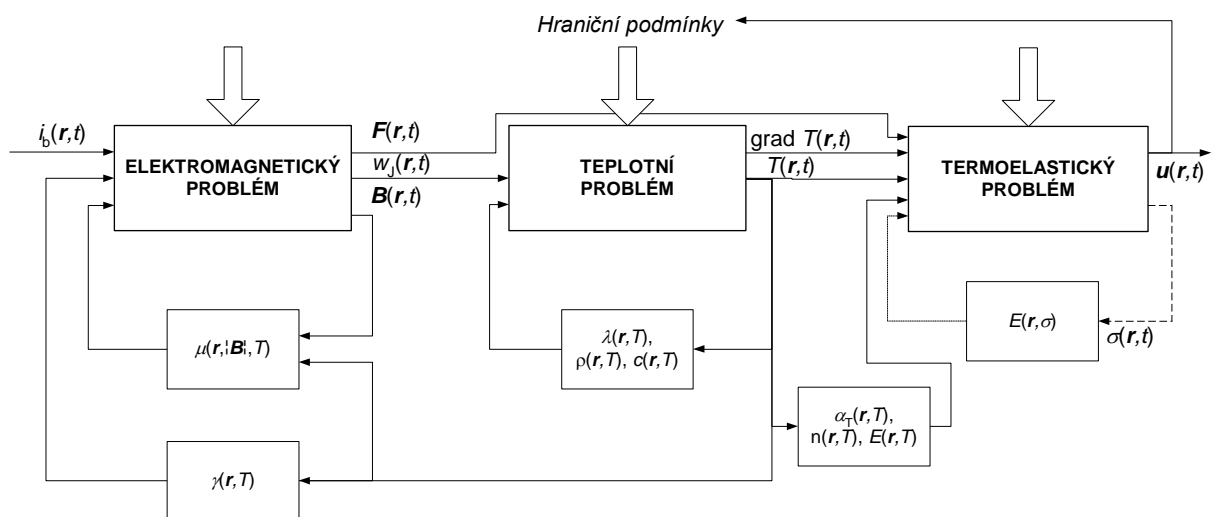 Hraniční podmínky
i_b(r,t)
ELEKTROMAGNETICKÝ
PROBLÉM
F(r,t)
w_J(r,t)
B(r,t)
TEPLOTNÍ
PROBLÉM
grad T(r,t)
T(r,t)
TERMOELASTICKÝ
PROBLÉM
u(r,t)
μ(r,¦B¦,T)
λ(r,T),
ρ(r,T), c(r,T)
E(r,σ)
σ(r,t)
α_T(r,T),
n(r,T), E(r,T)
γ(r,T)